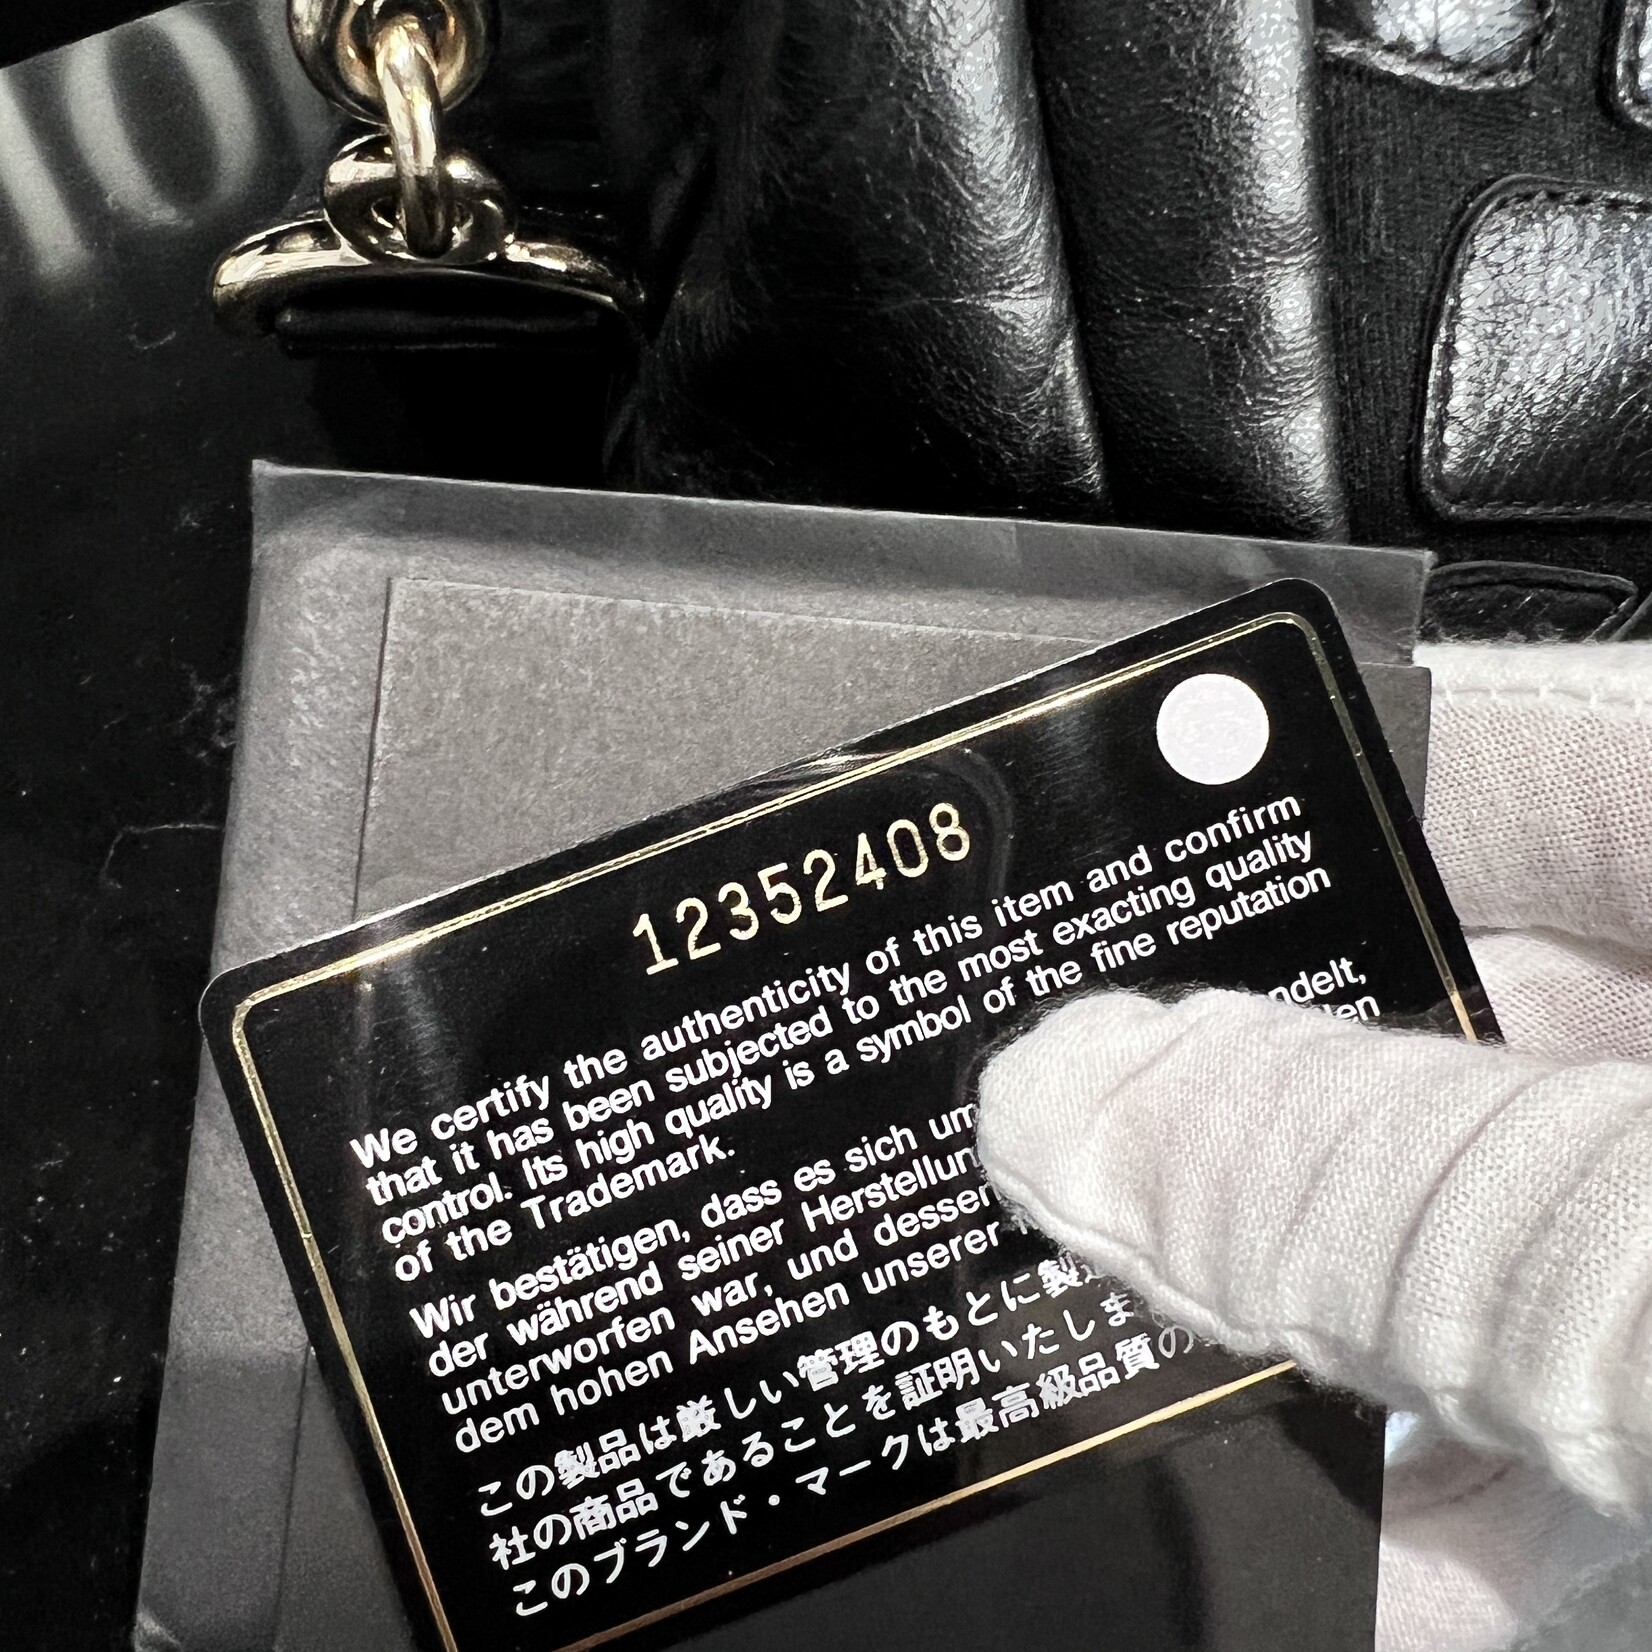 10
12352408
We certify the authenticity of this item and confirm
that it has been subjected to the most exacting quality
control. Its high quality is a symbol of the fine reputation
of the Trademark.
Wir bestätigen, dass es sich um
der während seiner
unterworfen war, und dessen
dem hohen Ansehen unserer
この製品は厳しい管理のもとに製
社の商品であることを証明いたしま
このブランド・マークは最高級品質の